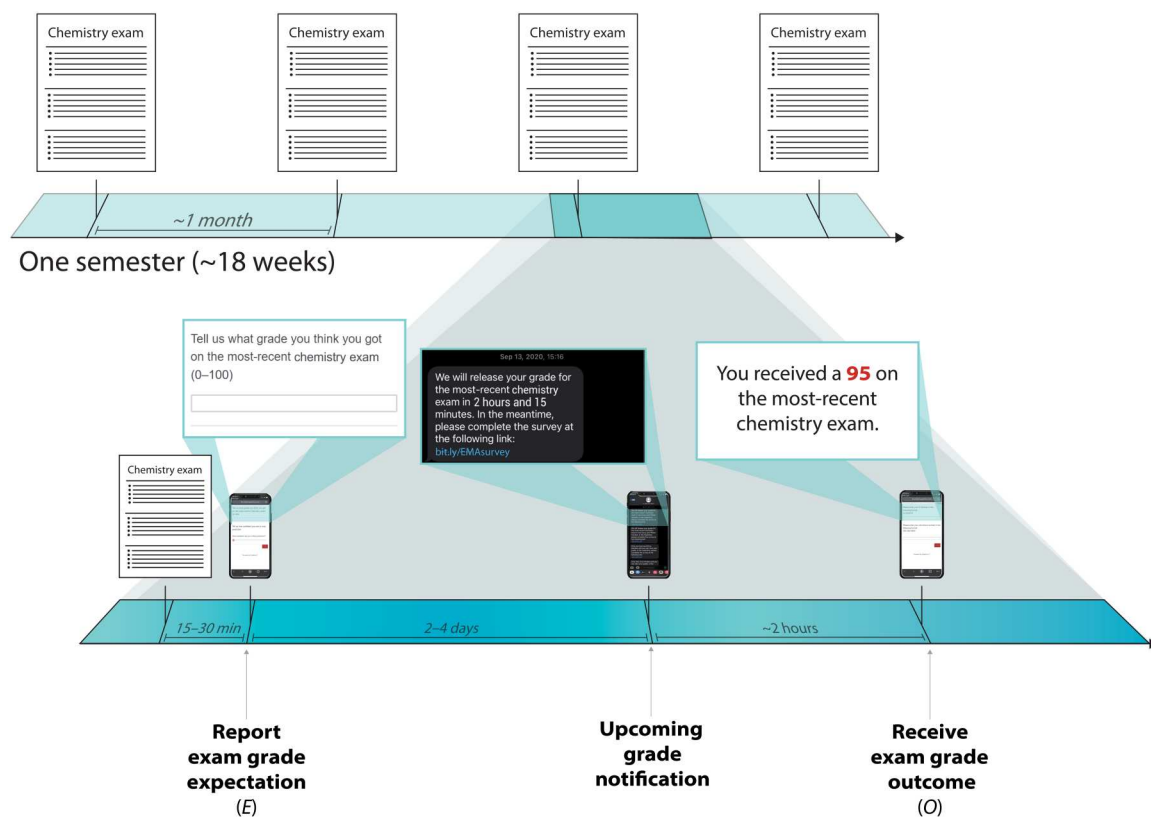 Chemistry exam
Chemistry exam
Chemistry exam
Chemistry exam
~1 month
One semester (~18 weeks)
Tell us what grade you think you got
on the most-recent chemistry exam
(0–100)
Sep 13, 2020, 15:16
We will release your grade for
the most-recent chemistry
exam in 2 hours and 15
minutes. In the meantime,
please complete the survey at
the following link:
bit.ly/EMAsurvey
You received a 95 on
the most-recent
chemistry exam.
Chemistry exam
15–30 min
2–4 days
~2 hours
Report
exam grade
expectation
(E)
Upcoming
grade
notification
Receive
exam grade
outcome
(O)